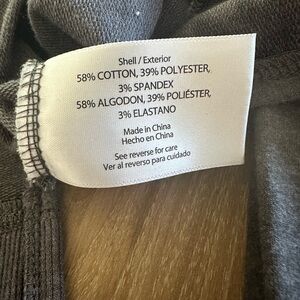 Shell / Exterior
58% COTTON, 39% POLYESTER,
3% SPANDEX
58% ALGODON, 39% POLIÉSTER,
3% ELASTANO
Made in China
Hecho en China
See reverse for care
Ver al reverso para cuidado